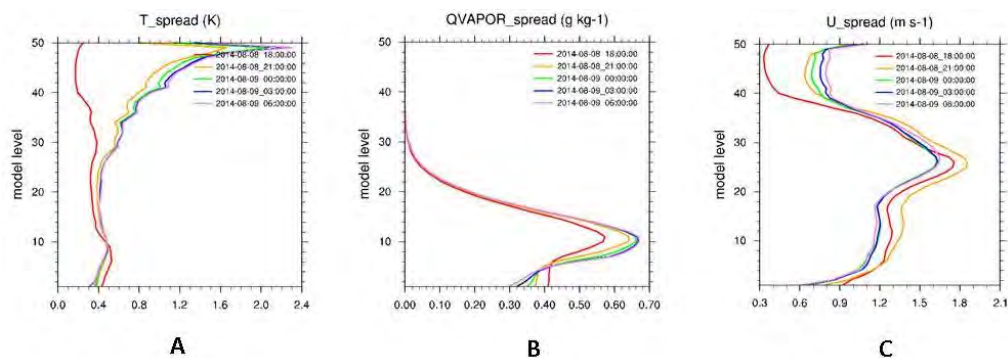 T_spread (K)
50
40
30
20
10
model level
2014-08-08_18:00:00
2014-08-08_21:00:00
2014-08-09_00:00:00
2014-08-09_03:00:00
2014-08-09_06:00:00
0.0 0.4 0.8 1.2 1.6 2.0 2.4
A
QVAPOR_spread (g kg-1)
50
40
30
20
10
model level
2014-08-08_18:00:00
2014-08-08_21:00:00
2014-08-09_00:00:00
2014-08-09_03:00:00
2014-08-09_06:00:00
0.00 0.10 0.20 0.30 0.40 0.50 0.60 0.70
B
U_spread (m s-1)
50
40
30
20
10
model level
2014-08-08_18:00:00
2014-08-08_21:00:00
2014-08-09_00:00:00
2014-08-09_03:00:00
2014-08-09_06:00:00
0.3 0.6 0.9 1.2 1.5 1.8 2.1
C